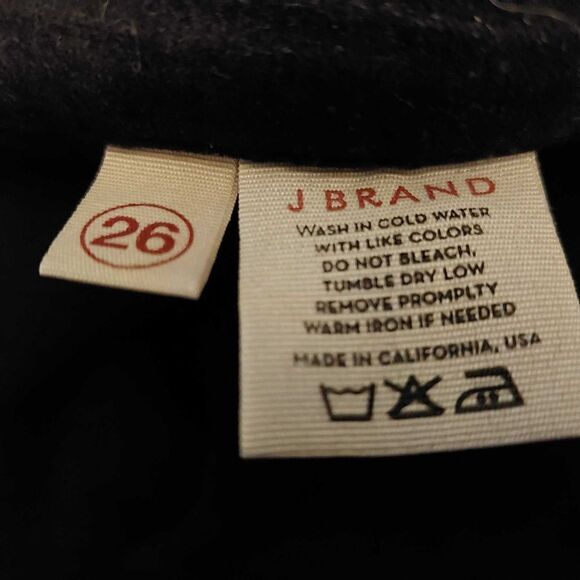 26
J BRAND
WASH IN COLD WATER
WITH LIKE COLORS
DO NOT BLEACH,
TUMBLE DRY LOW
REMOVE PROMPLTY
WARM IRON IF NEEDED
MADE IN CALIFORNIA, USA